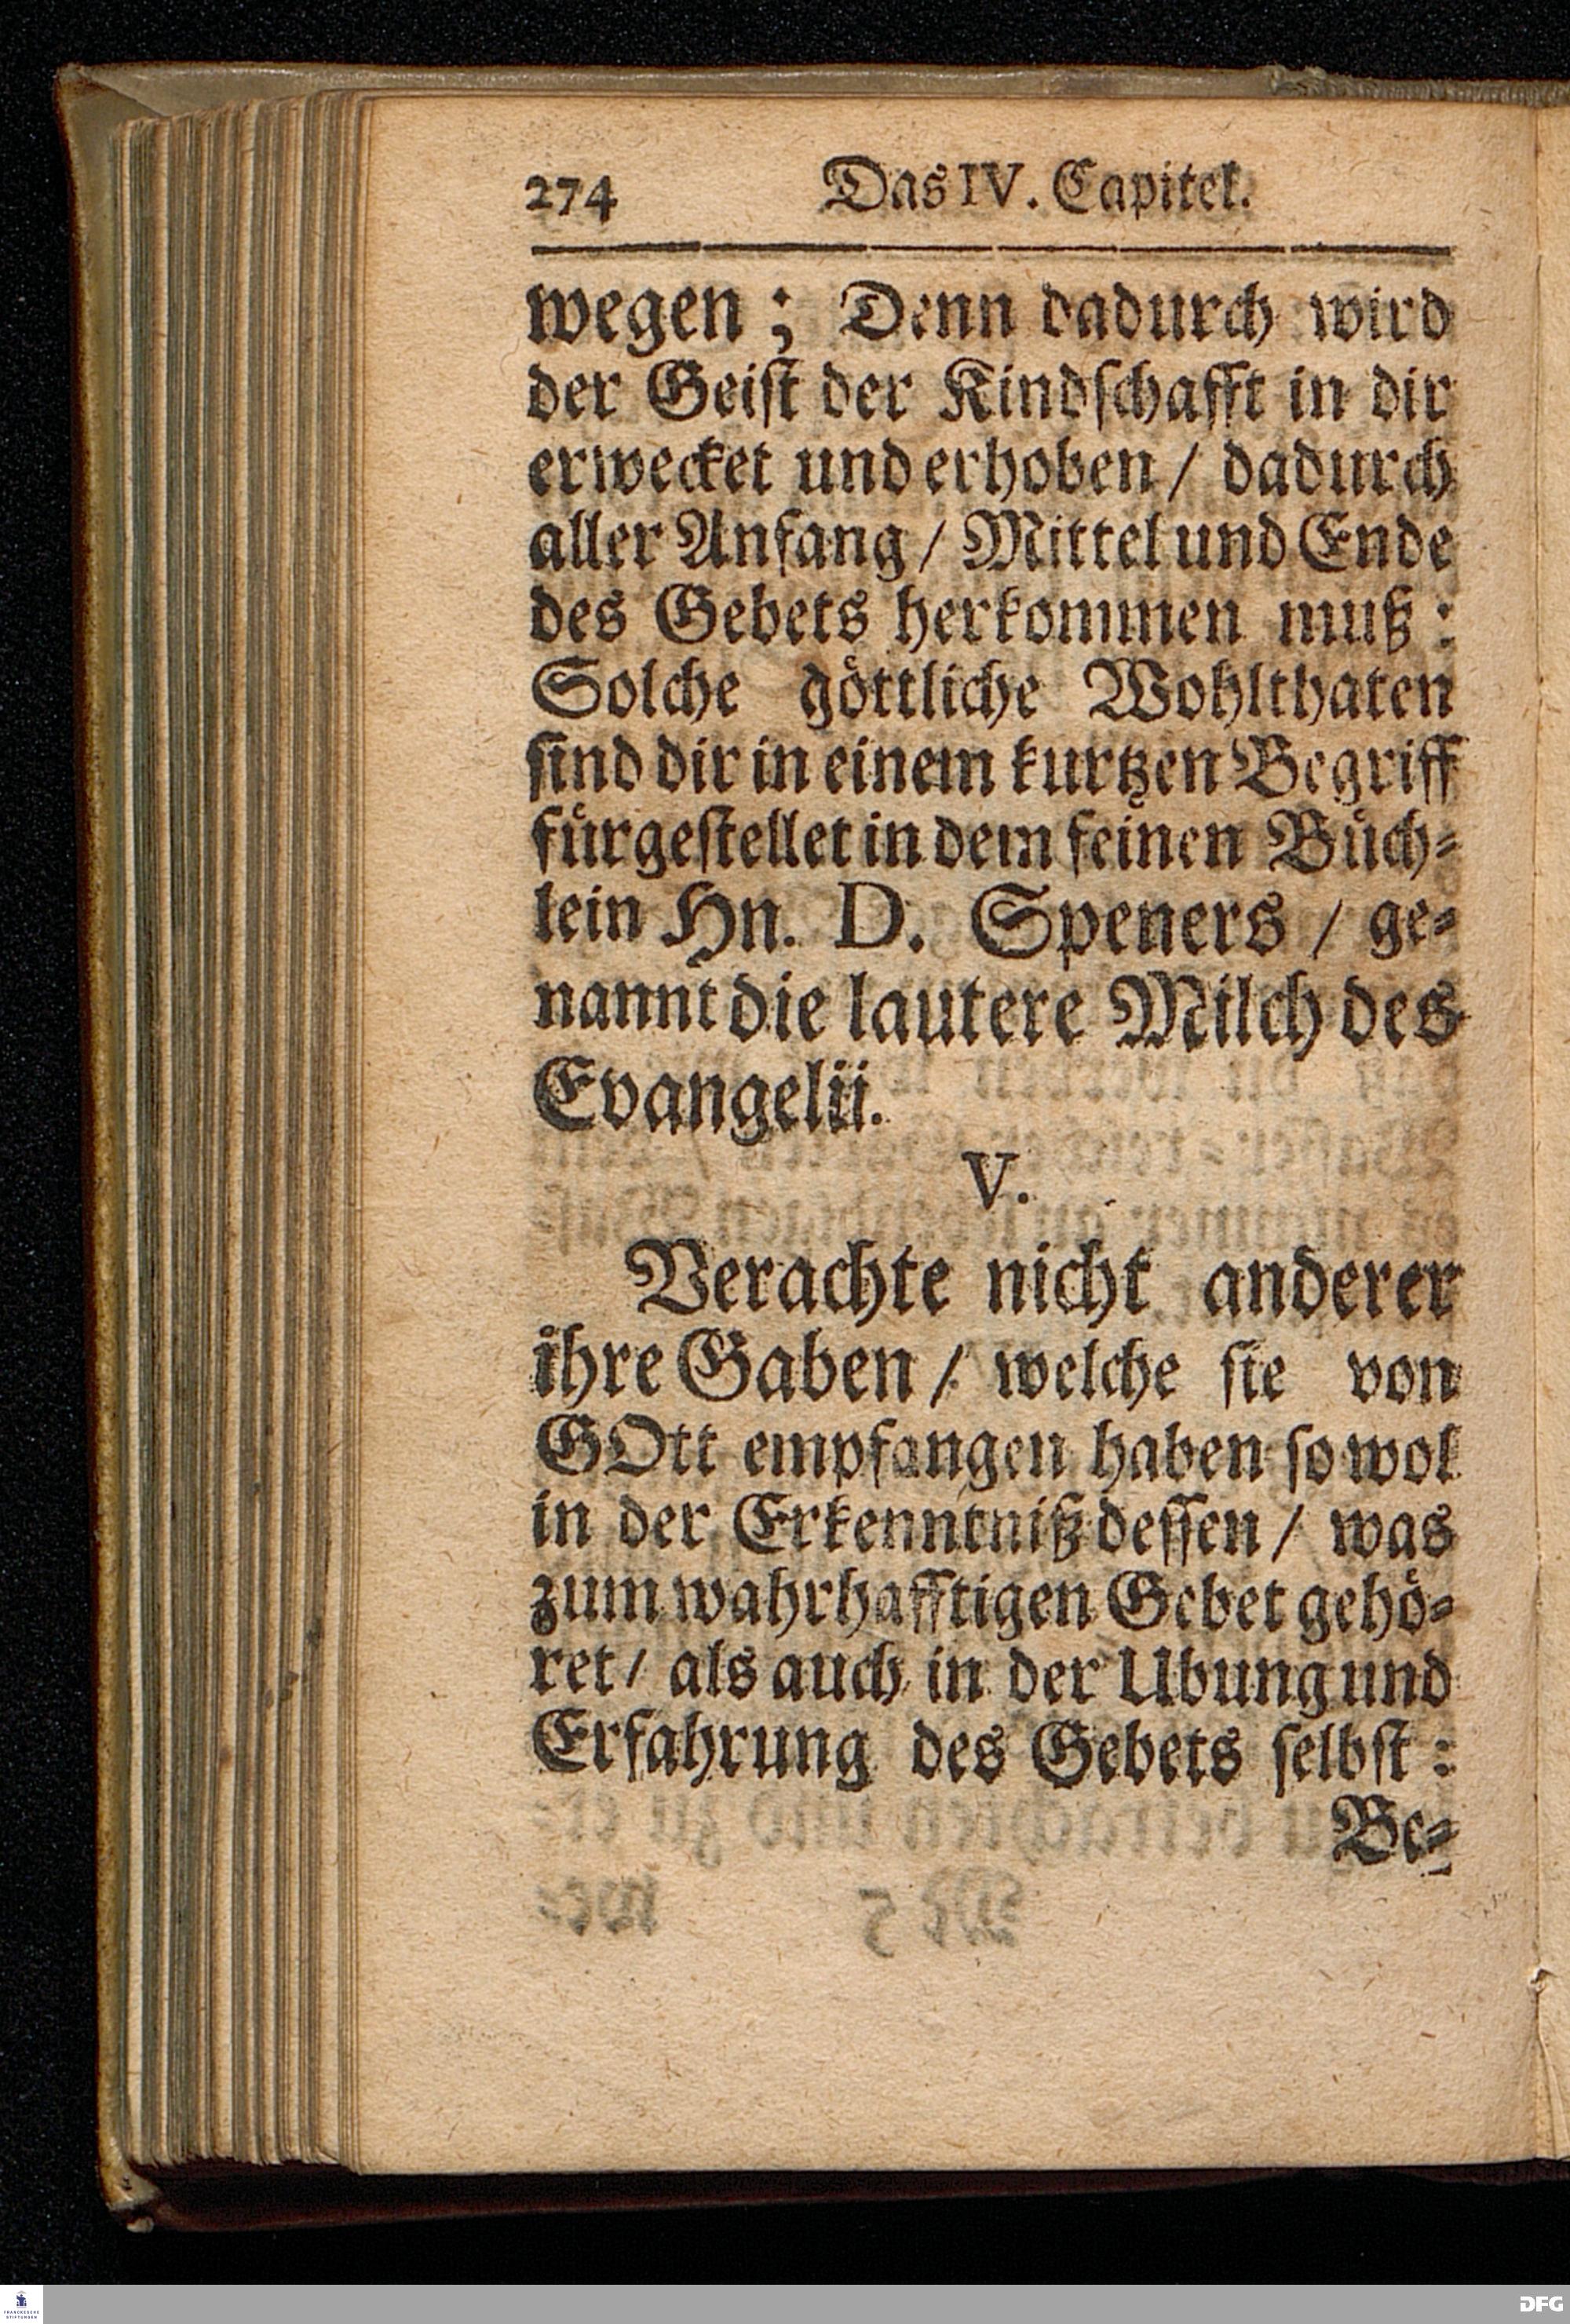 274 Das IV. Capitel.
wegen; Denn dadurch wird
der Geiſt der Kindſchafft in dir
erwecket und erhoben / dadurch
aller Anfang / Mittel und Ende
des Gebets herkommen muß:
Solche göttliche Wohlthaten
ſind dir in einem kurtzen Begriff
fürgeſtellet in dem feinen Büch⸗
lein Hn. D. Speners / ge⸗
nannt die lautere Milch des
Evangelii.
V.
Verachte nicht anderer
ihre Gaben / welche ſie von
GOtt empfangen haben ſo wol
in der Erkenntniß deſſen / was
zum wahrhafftigen Gebet gehö⸗
ret / als auch in der Ubung und
Erfahrung des Gebets ſelbſt:
Be⸗
FRANCKESCHE
STIFTUNGEN
DFG